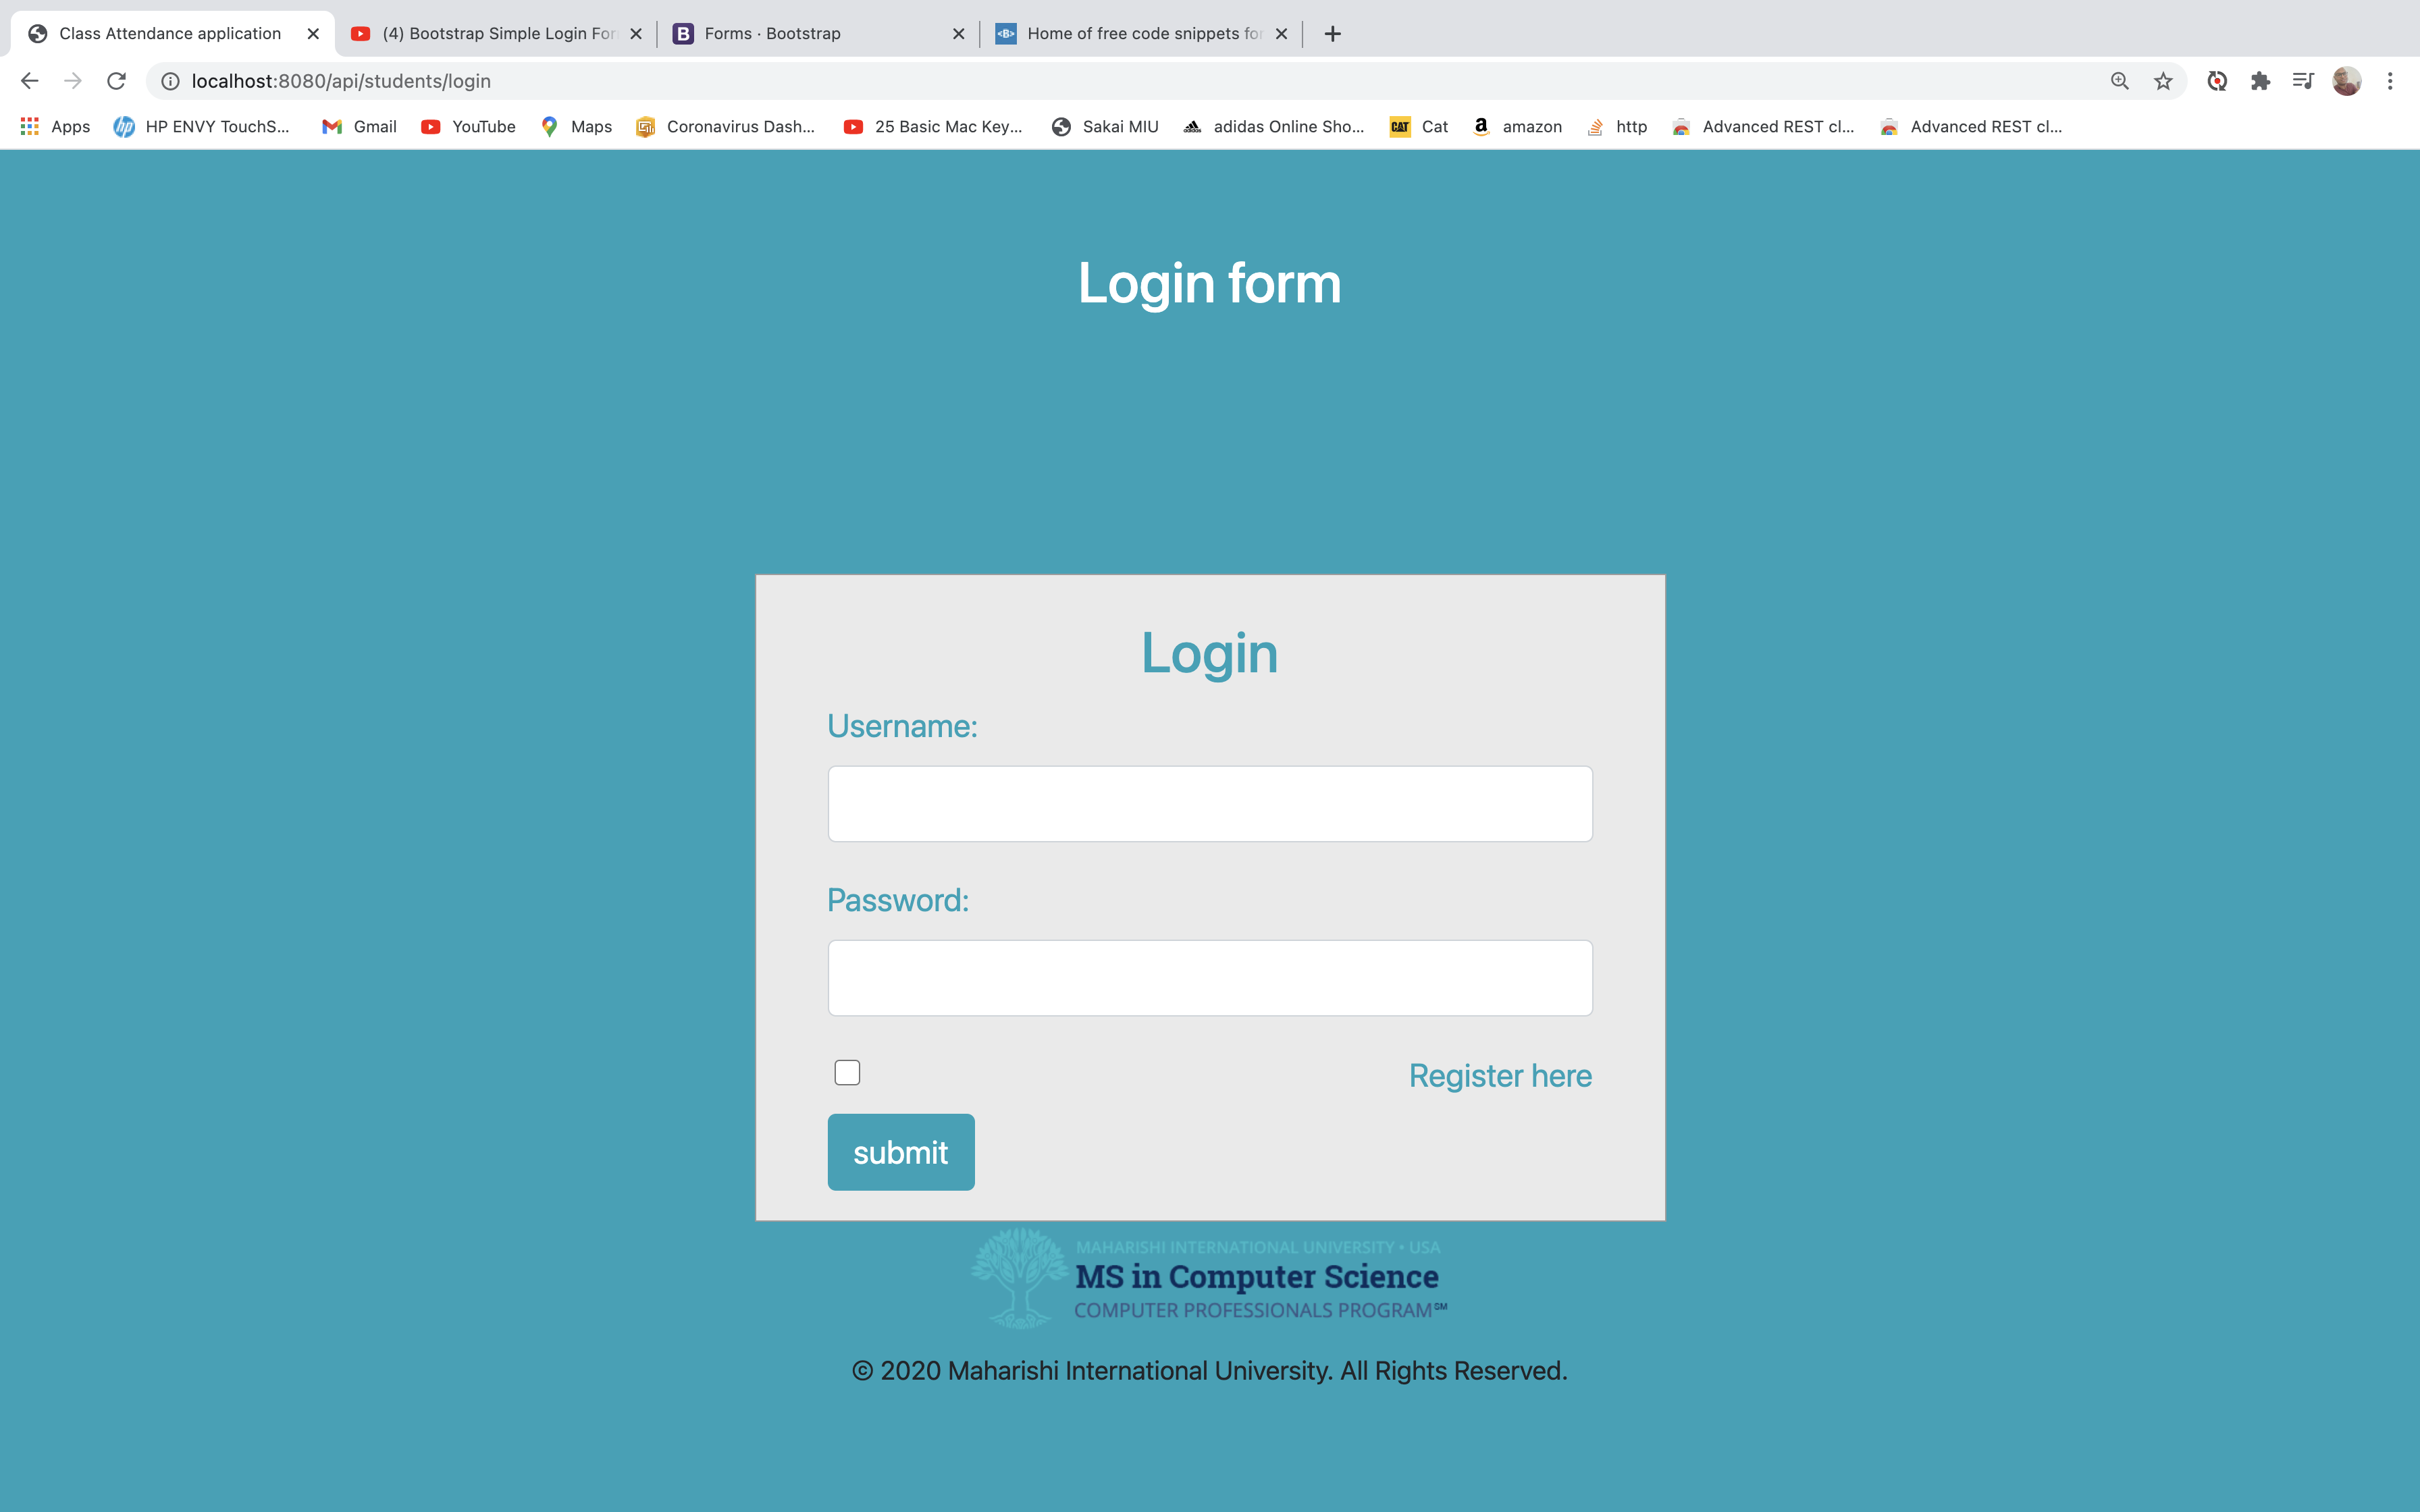 Class Attendance application
(4) Bootstrap Simple Login For
Forms · Bootstrap
Home of free code snippets for
localhost:8080/api/students/login
Apps
HP ENVY TouchS...
Gmail
YouTube
Maps
Coronavirus Dash...
25 Basic Mac Key...
Sakai MIU
adidas Online Sho...
CAT Cat
amazon
http
Advanced REST cl...
Advanced REST cl...
Login form
Login
Username:
Password:
Register here
submit
MAHARISHI INTERNATIONAL UNIVERSITY • USA
MS in Computer Science
COMPUTER PROFESSIONALS PROGRAM℠
© 2020 Maharishi International University. All Rights Reserved.